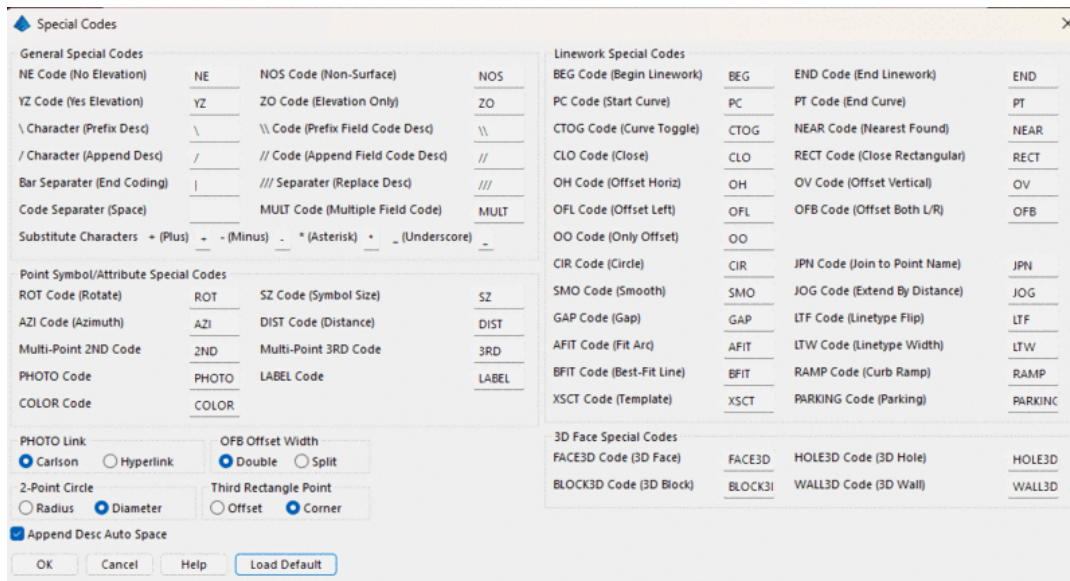 Special Codes
General Special Codes
NE Code (No Elevation) NE NOS Code (Non-Surface) NOS
YZ Code (Yes Elevation) YZ ZO Code (Elevation Only) ZO
\ Character (Prefix Desc) \ \\ Code (Prefix Field Code Desc) \\
/ Character (Append Desc) / // Code (Append Field Code Desc) //
Bar Separater (End Coding) | /// Separater (Replace Desc) ///
Code Separater (Space) MULT Code (Multiple Field Code) MULT
Substitute Characters + (Plus) + - (Minus) - * (Asterisk) * _ (Underscore) _
Point Symbol/Attribute Special Codes
ROT Code (Rotate) ROT SZ Code (Symbol Size) SZ
AZI Code (Azimuth) AZI DIST Code (Distance) DIST
Multi-Point 2ND Code 2ND Multi-Point 3RD Code 3RD
PHOTO Code PHOTO LABEL Code LABEL
COLOR Code COLOR
PHOTO Link OFB Offset Width
Carlson Hyperlink Double Split
2-Point Circle Third Rectangle Point
Radius Diameter Offset Corner
Append Desc Auto Space
OK Cancel Help Load Default
Linework Special Codes
BEG Code (Begin Linework) BEG END Code (End Linework) END
PC Code (Start Curve) PC PT Code (End Curve) PT
CTOG Code (Curve Toggle) CTOG NEAR Code (Nearest Found) NEAR
CLO Code (Close) CLO RECT Code (Close Rectangular) RECT
OH Code (Offset Horiz) OH OV Code (Offset Vertical) OV
OFL Code (Offset Left) OFL OFB Code (Offset Both L/R) OFB
OO Code (Only Offset) OO
CIR Code (Circle) CIR JPN Code (Join to Point Name) JPN
SMO Code (Smooth) SMO JOG Code (Extend By Distance) JOG
GAP Code (Gap) GAP LTF Code (Linetype Flip) LTF
AFIT Code (Fit Arc) AFIT LTW Code (Linetype Width) LTW
BFIT Code (Best-Fit Line) BFIT RAMP Code (Curb Ramp) RAMP
XSCT Code (Template) XSCT PARKING Code (Parking) PARKING
3D Face Special Codes
FACE3D Code (3D Face) FACE3D HOLE3D Code (3D Hole) HOLE3D
BLOCK3D Code (3D Block) BLOCK3I WALL3D Code (3D Wall) WALL3D